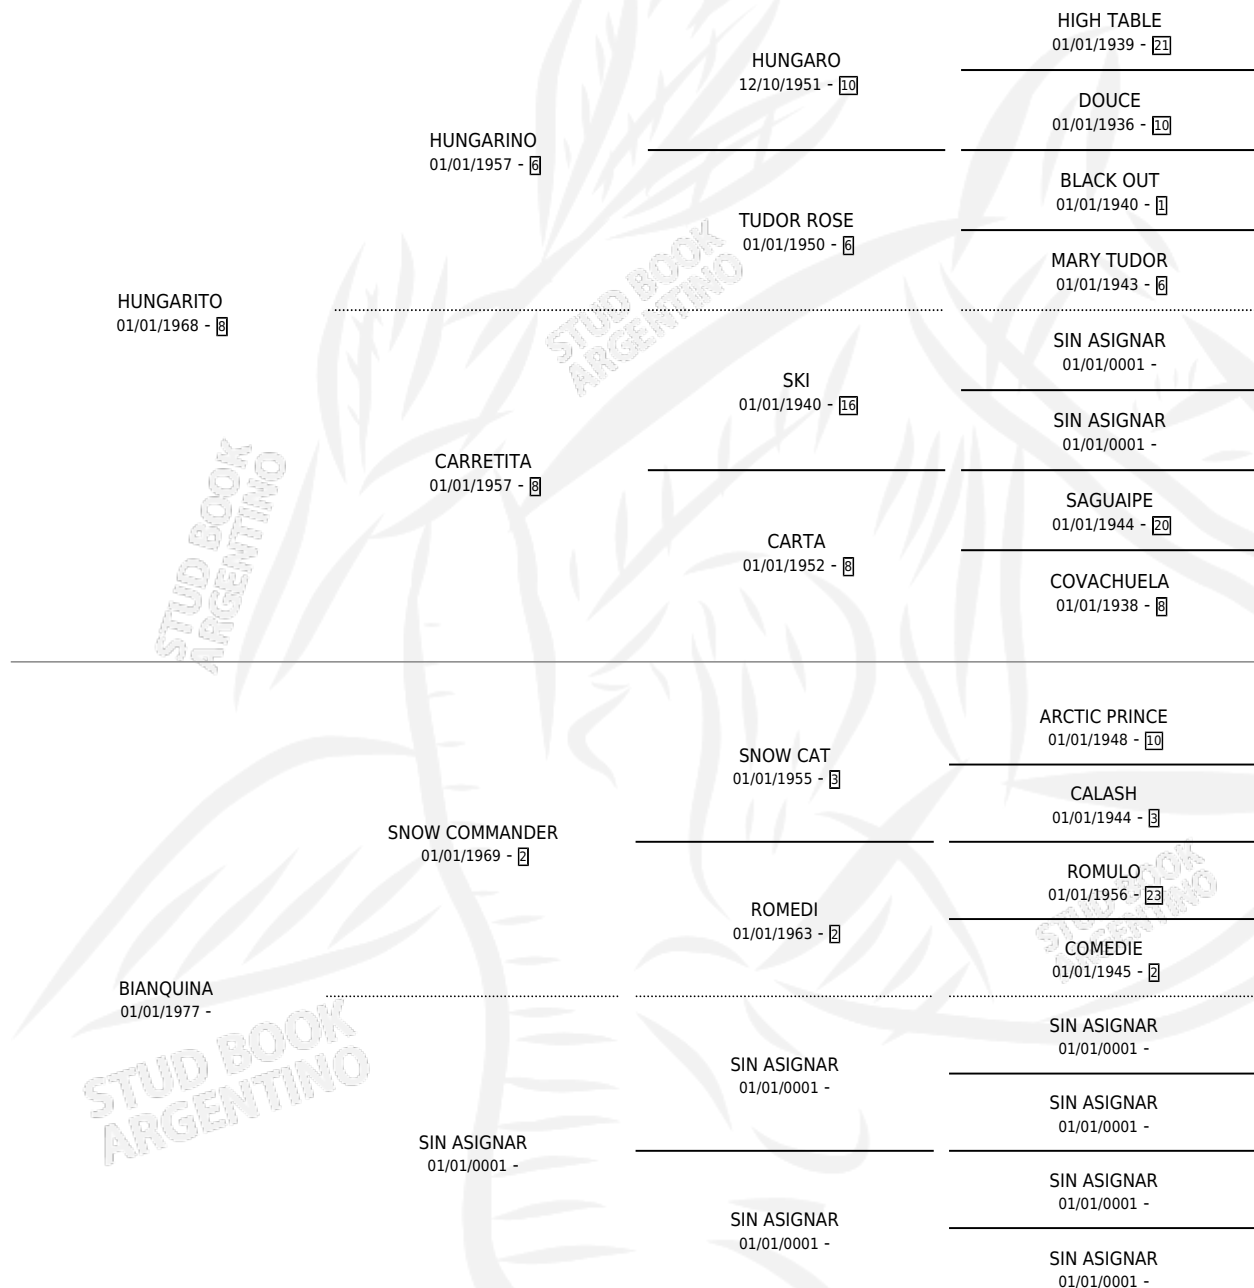 HUNGARITO
01/01/1968 - 8
HUNGARINO
01/01/1957 - 6
CARRETITA
01/01/1957 - 8
HUNGARO
12/10/1951 - 10
TUDOR ROSE
01/01/1950 - 6
SKI
01/01/1940 - 16
CARTA
01/01/1952 - 8
HIGH TABLE
01/01/1939 - 21
DOUCE
01/01/1936 - 10
BLACK OUT
01/01/1940 - 1
MARY TUDOR
01/01/1943 - 6
SIN ASIGNAR
01/01/0001 -
SIN ASIGNAR
01/01/0001 -
SAGUAIPE
01/01/1944 - 20
COVACHUELA
01/01/1938 - 8
BIANQUINA
01/01/1977 -
SNOW COMMANDER
01/01/1969 - 2
SIN ASIGNAR
01/01/0001 -
SNOW CAT
01/01/1955 - 3
ROMEDI
01/01/1963 - 2
SIN ASIGNAR
01/01/0001 -
SIN ASIGNAR
01/01/0001 -
ARCTIC PRINCE
01/01/1948 - 10
CALASH
01/01/1944 - 3
ROMULO
01/01/1956 - 23
COMEDIE
01/01/1945 - 2
SIN ASIGNAR
01/01/0001 -
SIN ASIGNAR
01/01/0001 -
SIN ASIGNAR
01/01/0001 -
SIN ASIGNAR
01/01/0001 -
STUD BOOK
ARGENTINO
STUD BOOK
ARGENTINO
STUD BOOK
ARGENTINO
STUD BOOK
ARGENTINO